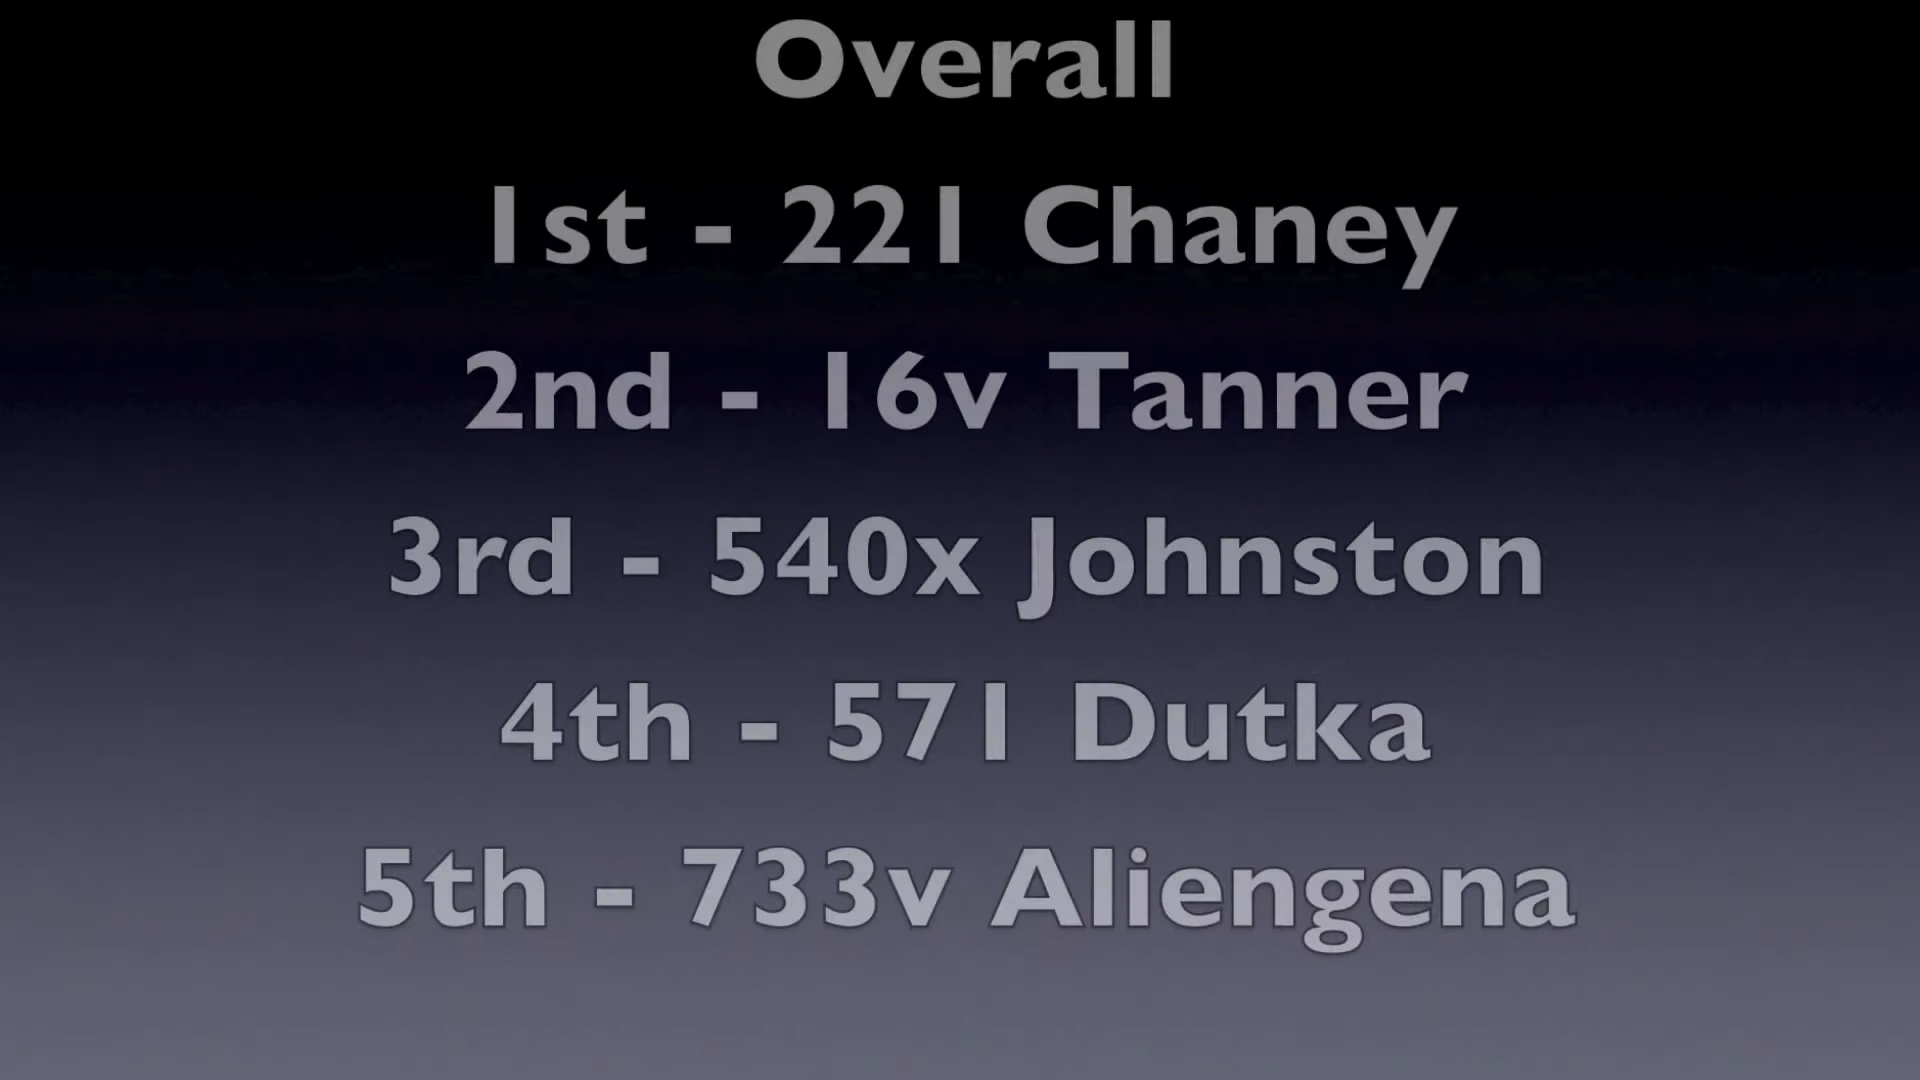 Overall
1st - 221 Chaney
2nd - 16v Tanner
3rd - 540x Johnston
4th - 571 Dutka
5th - 733v Aliengena